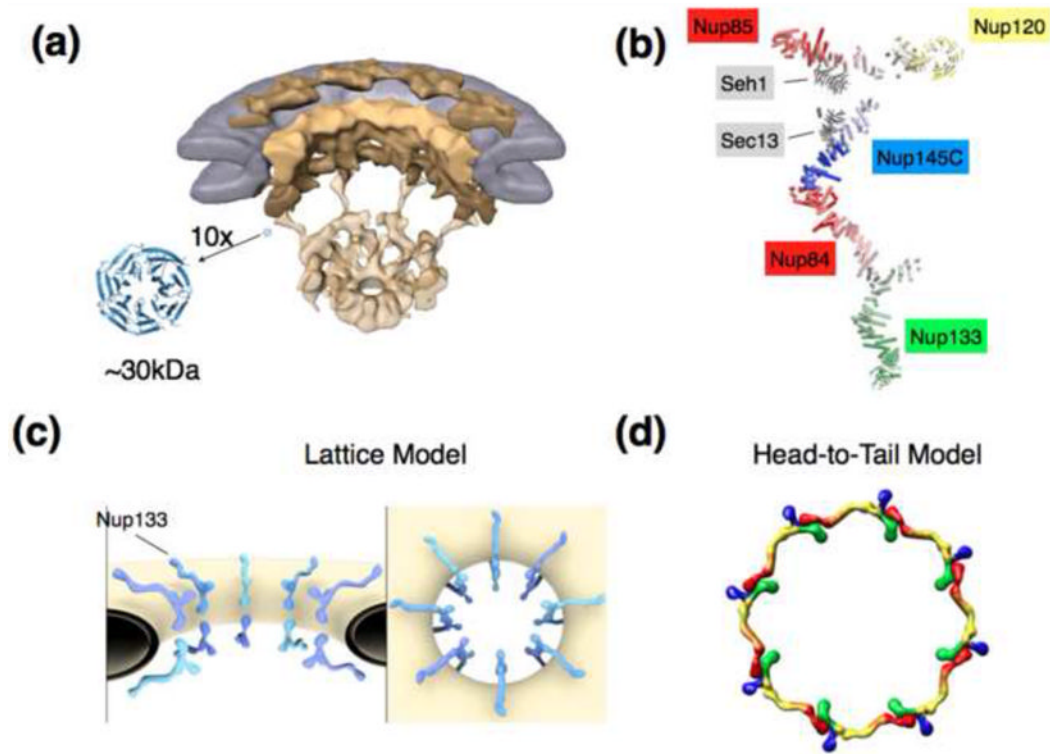 (a)
10x
~30kDa
(b)
Nup85
Nup120
Seh1
Sec13
Nup145C
Nup84
Nup133
(c)
Lattice Model
Nup133
(d)
Head-to-Tail Model